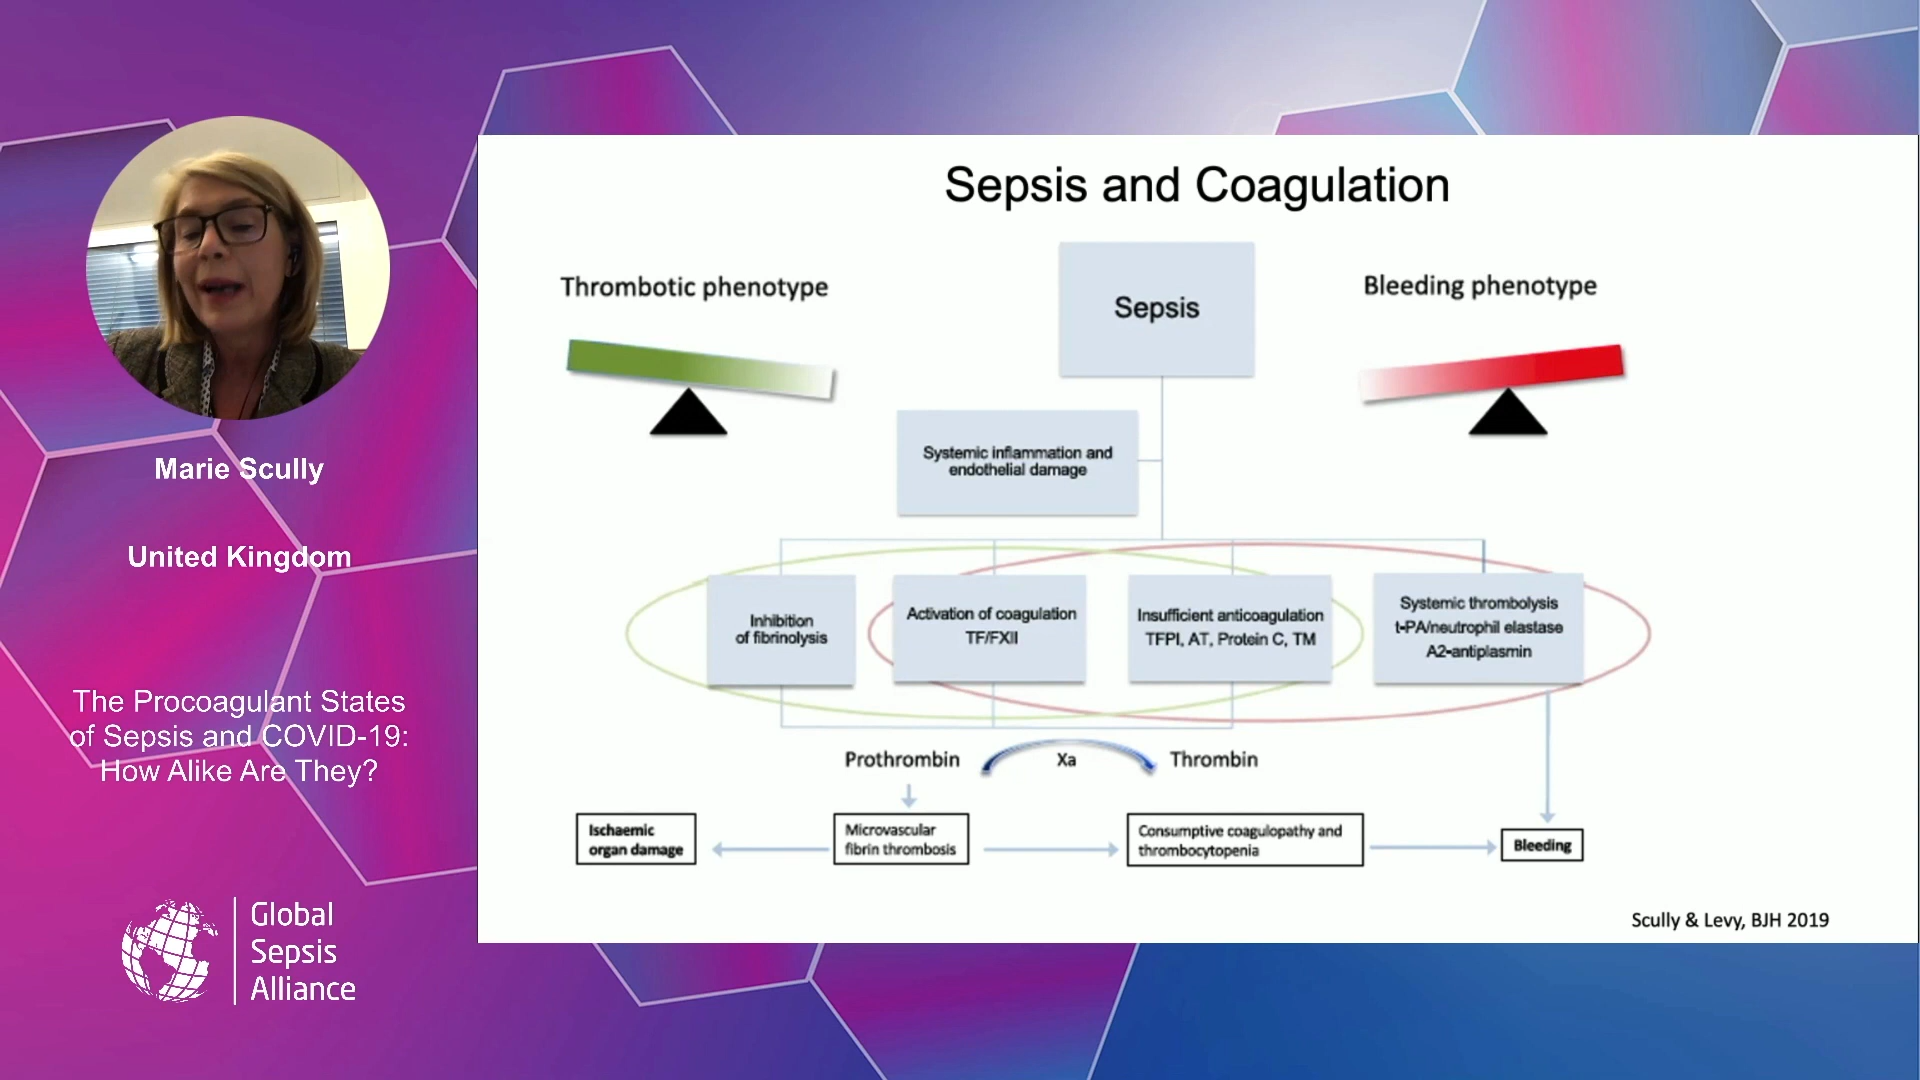 Marie Scully
United Kingdom
The Procoagulant States
of Sepsis and COVID-19:
How Alike Are They?
Global
Sepsis
Alliance
Sepsis and Coagulation
Thrombotic phenotype
Sepsis
Bleeding phenotype
Systemic inflammation and
endothelial damage
Inhibition
of fibrinolysis
Activation of coagulation
TF/FXII
Insufficient anticoagulation
TFPI, AT, Protein C, TM
Systemic thrombolysis
t-PA/neutrophil elastase
A2-antiplasmin
Prothrombin
Xa
Thrombin
Ischaemic
organ damage
Microvascular
fibrin thrombosis
Consumptive coagulopathy and
thrombocytopenia
Bleeding
Scully & Levy, BJH 2019